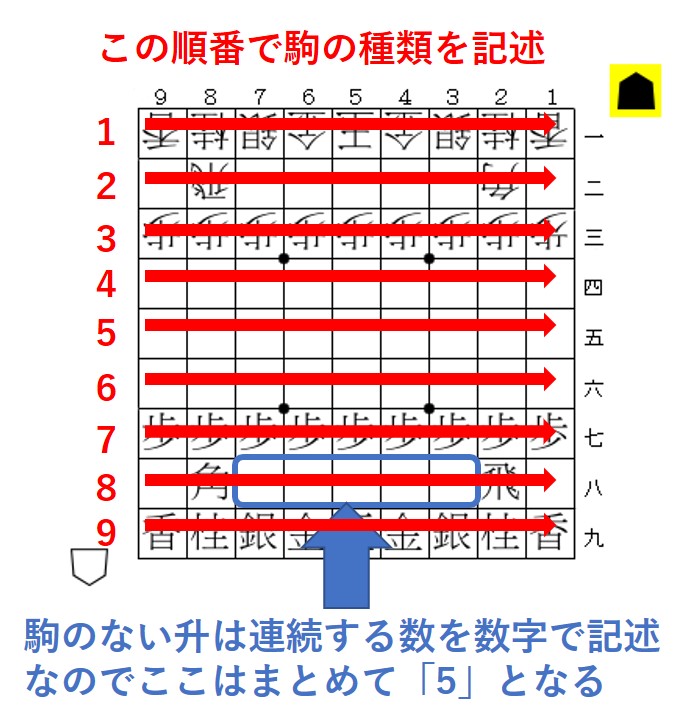 この順番で駒の種類を記述
9 8 7 6 5 4 3 2 1
1 香 桂 銀 金 王 金 銀 桂 香 一
2 飛 角 二
3 歩 歩 歩 歩 歩 歩 歩 歩 歩 三
4 四
5 五
6 六
7 歩 歩 歩 歩 歩 歩 歩 歩 歩 七
8 角 飛 八
9 香 桂 銀 金 金 銀 桂 香 九
駒のない升は連続する数を数字で記述
なのでここはまとめて「5」となる